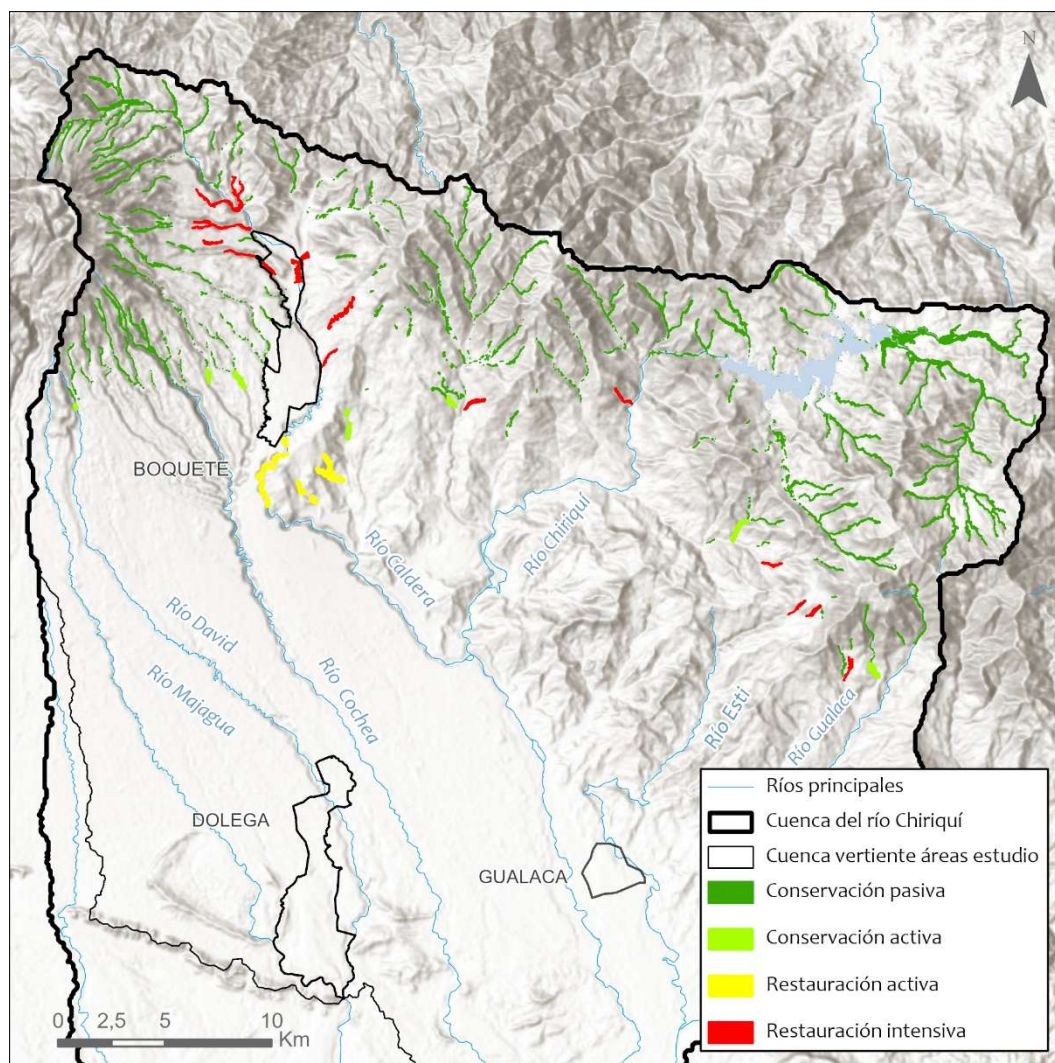 N
BOQUETE
Río Caldera
Río Chiriquí
Río David
Río Majagua
Río Cochea
Río Esti
Río Gualaca
DOLEGA
GUALACA
Ríos principales
Cuenca del río Chiriquí
Cuenca vertiente áreas estudio
Conservación pasiva
Conservación activa
Restauración activa
Restauración intensiva
0 2,5 5 10
Km